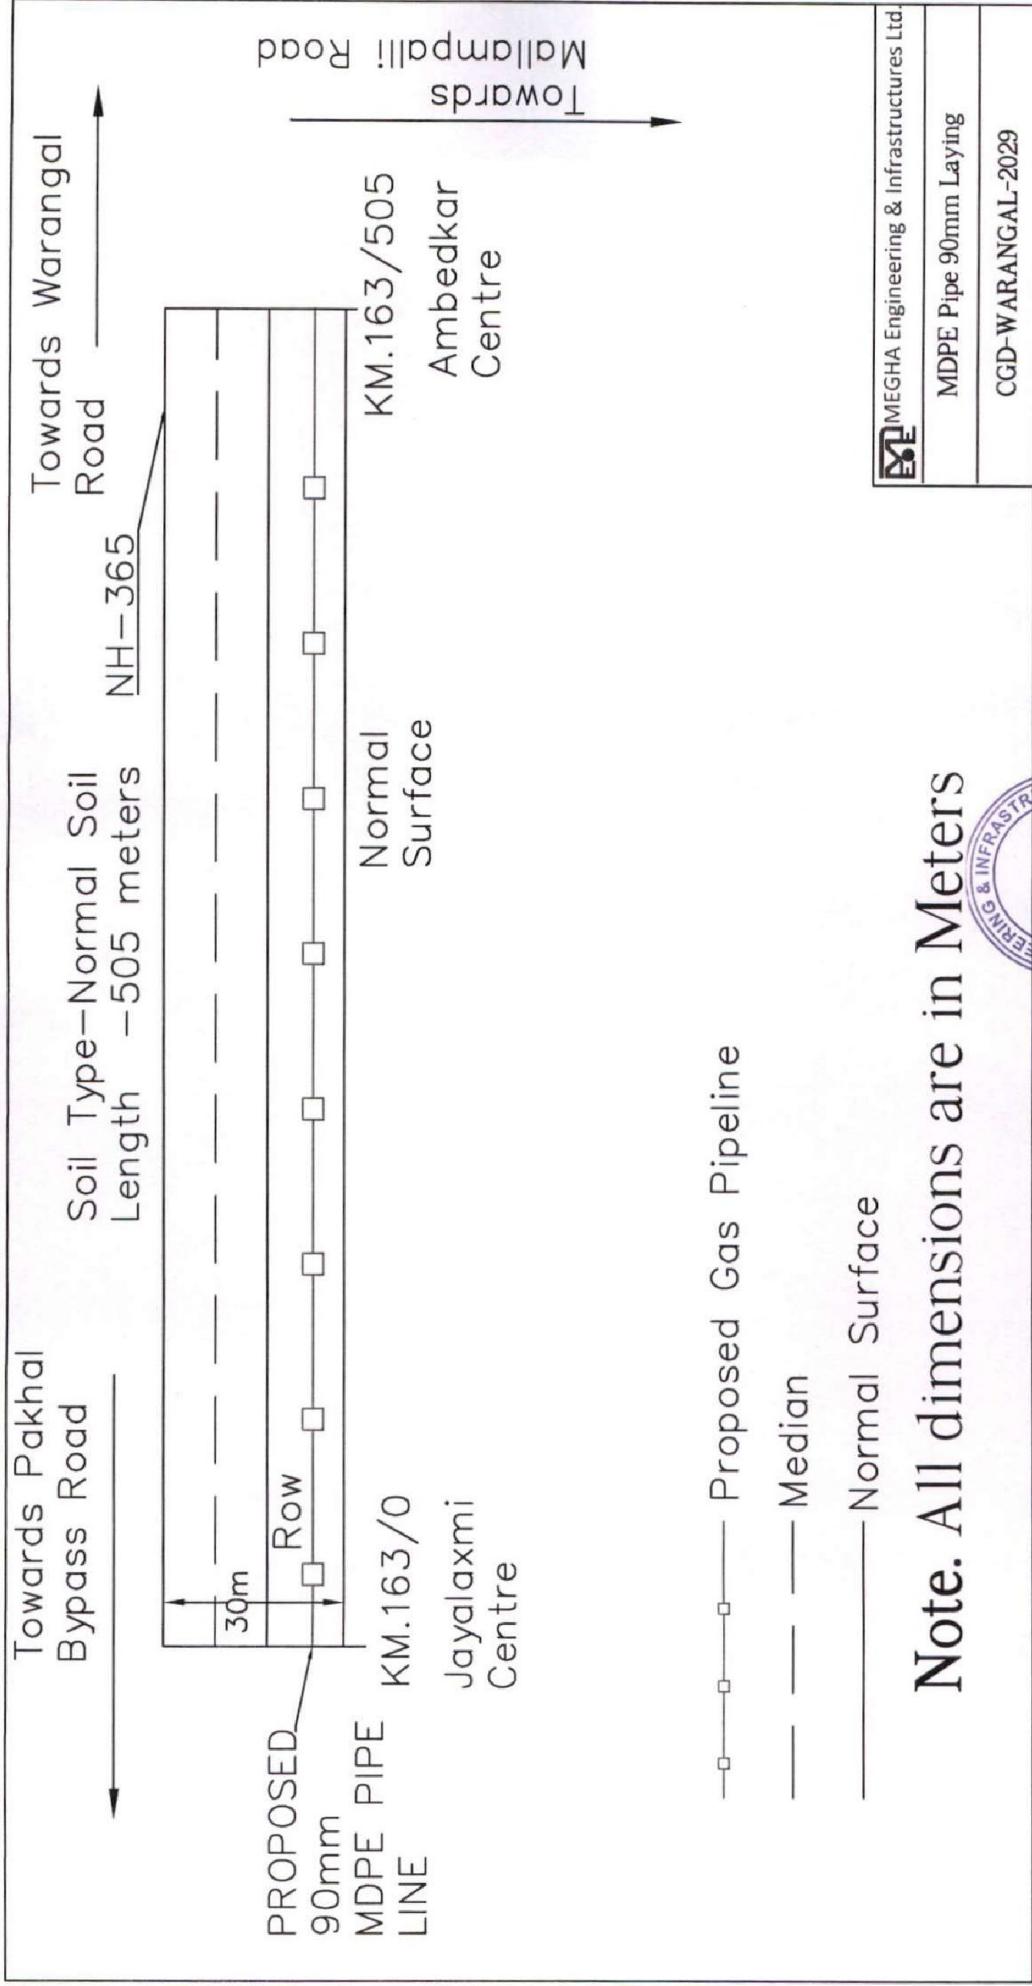 Towards Pakhal
Bypass Road
Soil Type-Normal Soil
Length -505 meters
NH-365
Towards Warangal
Road
Towards
Mallampalli Road
30m
Row
PROPOSED
90mm
MDPE PIPE
LINE
KM.163/0
Jayalaxmi
Centre
Normal
Surface
KM.163/505
Ambedkar
Centre
Proposed Gas Pipeline
Median
Normal Surface
Note. All dimensions are in Meters
MEGHA Engineering & Infrastructures Ltd.
MDPE Pipe 90mm Laying
CGD-WARANGAL-2029